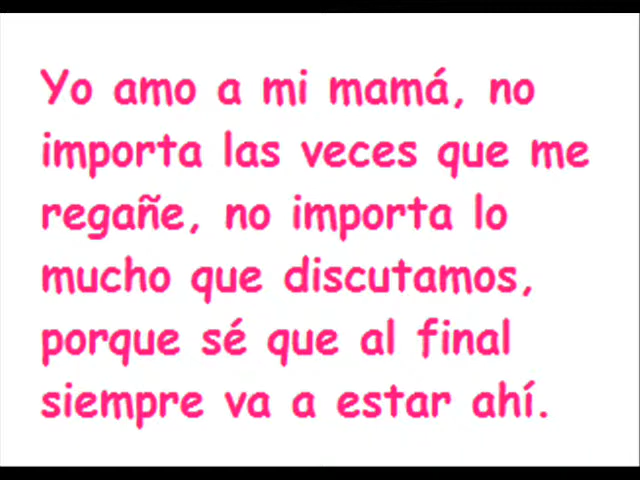 Yo amo a mi mamá, no
importa las veces que me
regañe, no importa lo
mucho que discutamos,
porque sé que al final
siempre va a estar ahí.